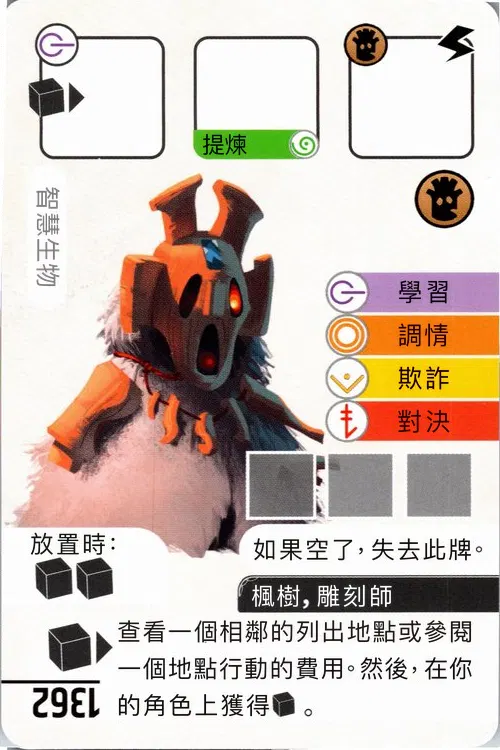 提煉
智慧生物
學習
調情
欺詐
對決
放置時：
如果空了，失去此牌。
楓樹，雕刻師
查看一個相鄰的列出地點或參閱
一個地點行動的費用。然後，在你
的角色上獲得。
1362